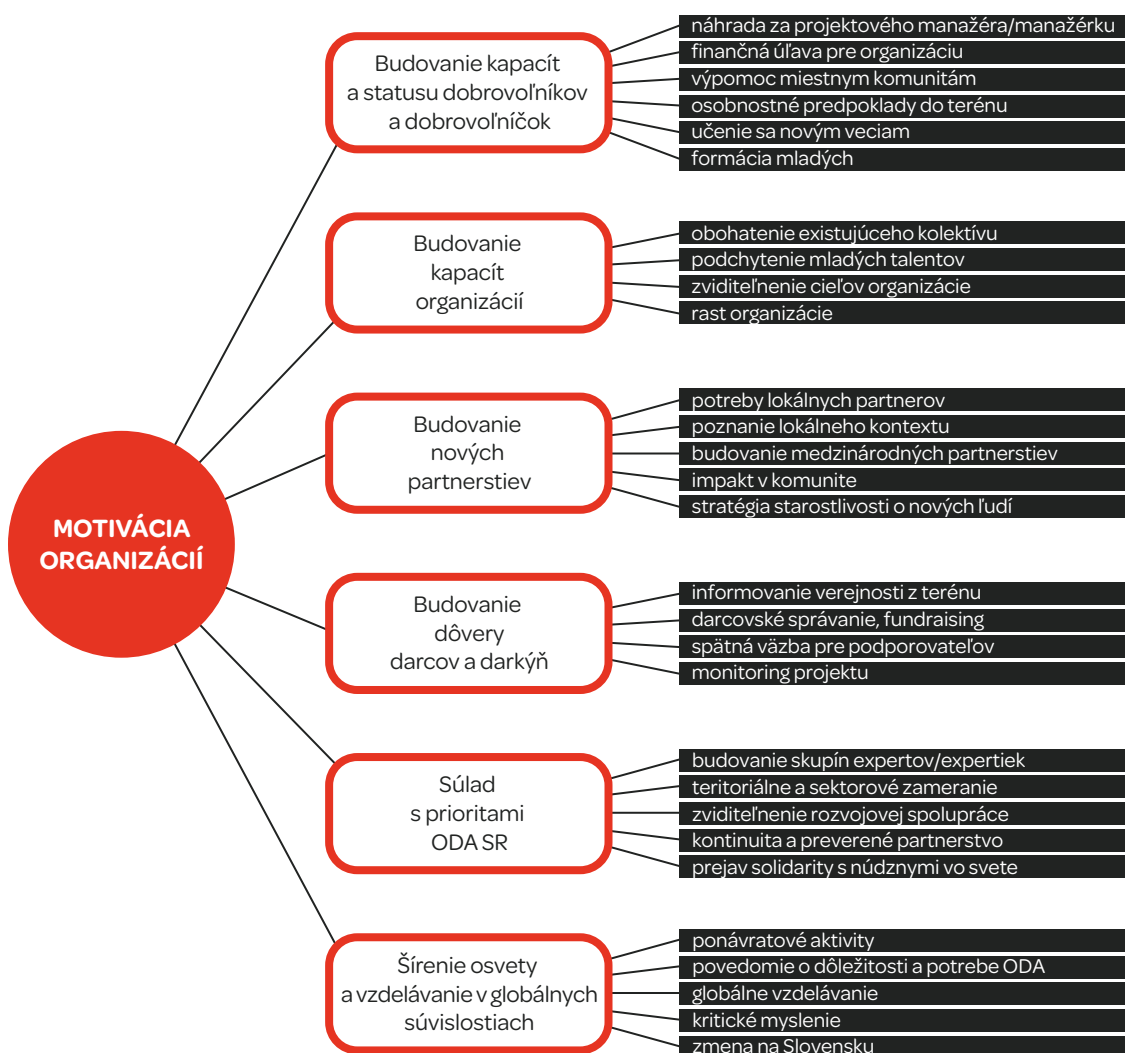 MOTIVÁCIA
ORGANIZÁCIÍ
Budovanie kapacít
a statusu dobrovoľníkov
a dobrovoľníčok
náhrada za projektového manažéra/manažérku
finančná úľava pre organizáciu
výpomoc miestnym komunitám
osobnostné predpoklady do terénu
učenie sa novým veciam
formácia mladých
Budovanie
kapacít
organizácií
obohatenie existujúceho kolektívu
podchytenie mladých talentov
zviditeľnenie cieľov organizácie
rast organizácie
Budovanie
nových
partnerstiev
potreby lokálnych partnerov
poznanie lokálneho kontextu
budovanie medzinárodných partnerstiev
impakt v komunite
stratégia starostlivosti o nových ľudí
Budovanie
dôvery
darcov a darkýň
informovanie verejnosti z terénu
darcovské správanie, fundraising
spätná väzba pre podporovateľov
monitoring projektu
Súlad
s prioritami
ODA SR
budovanie skupín expertov/expertiek
teritoriálne a sektorové zameranie
zviditeľnenie rozvojovej spolupráce
kontinuita a preverené partnerstvo
prejav solidarity s núdznymi vo svete
Šírenie osvety
a vzdelávanie v globálnych
súvislostiach
ponávratové aktivity
povedomie o dôležitosti a potrebe ODA
globálne vzdelávanie
kritické myslenie
zmena na Slovensku